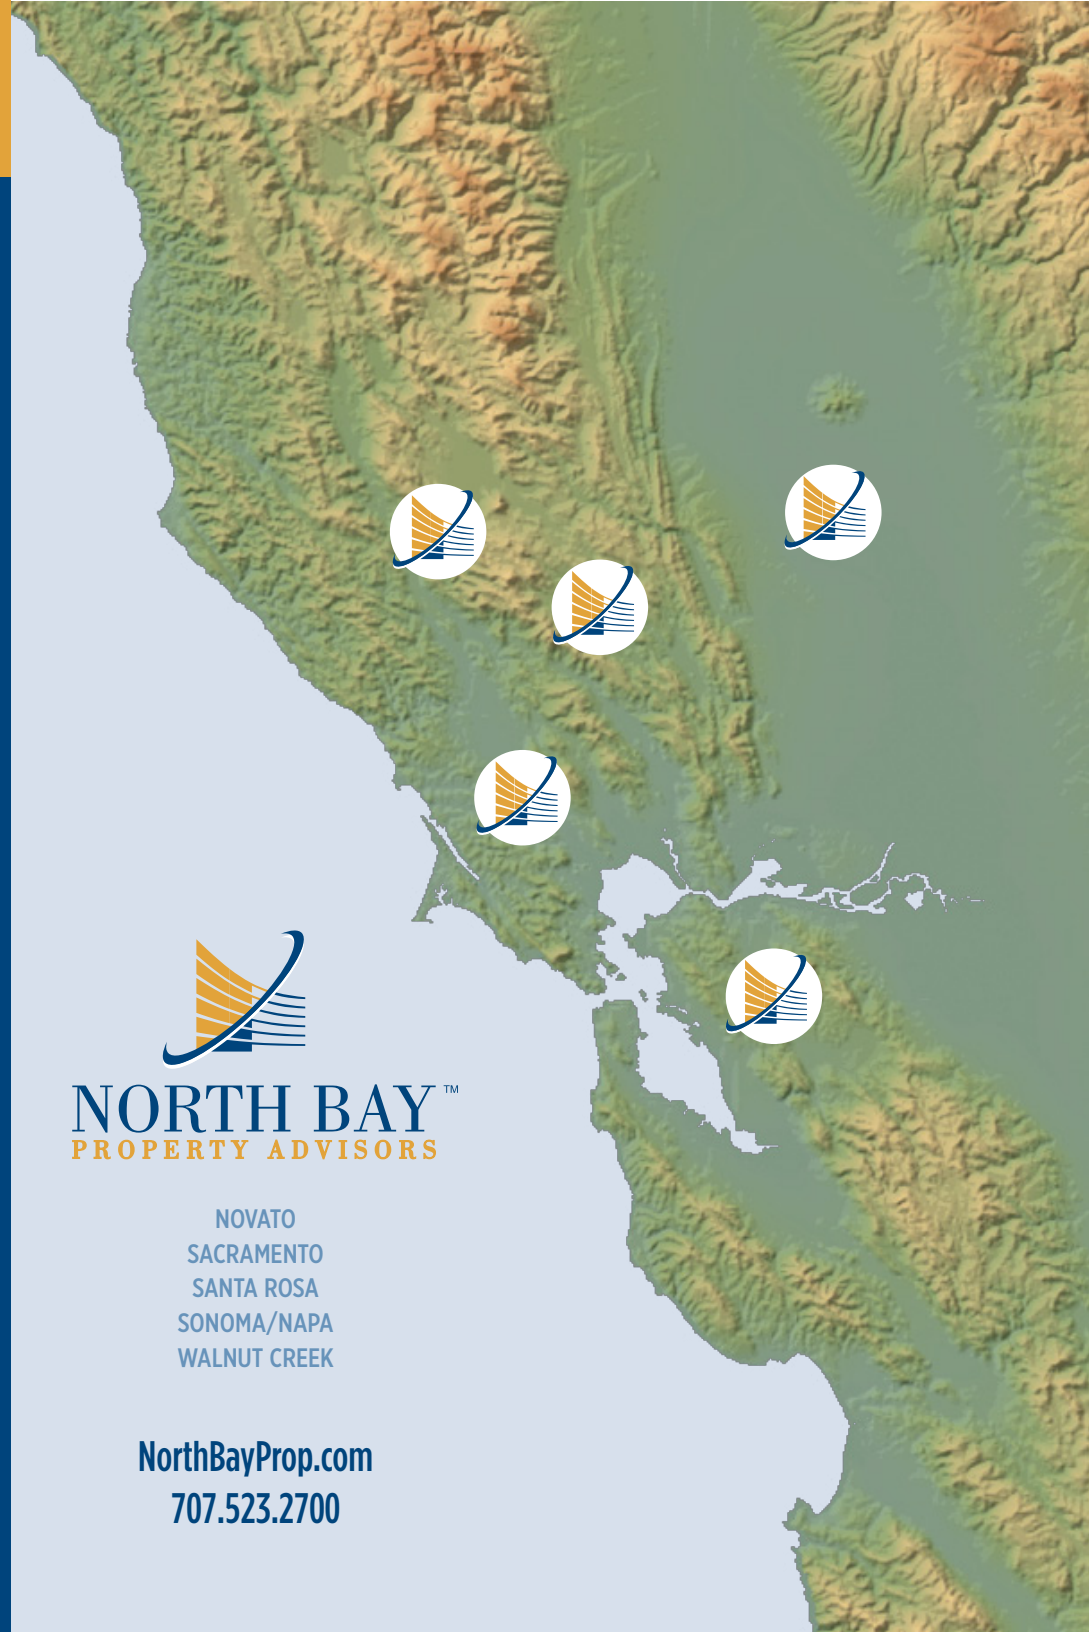 NORTH BAY™
PROPERTY ADVISORS
NOVATO
SACRAMENTO
SANTA ROSA
SONOMA/NAPA
WALNUT CREEK
NorthBayProp.com
707.523.2700